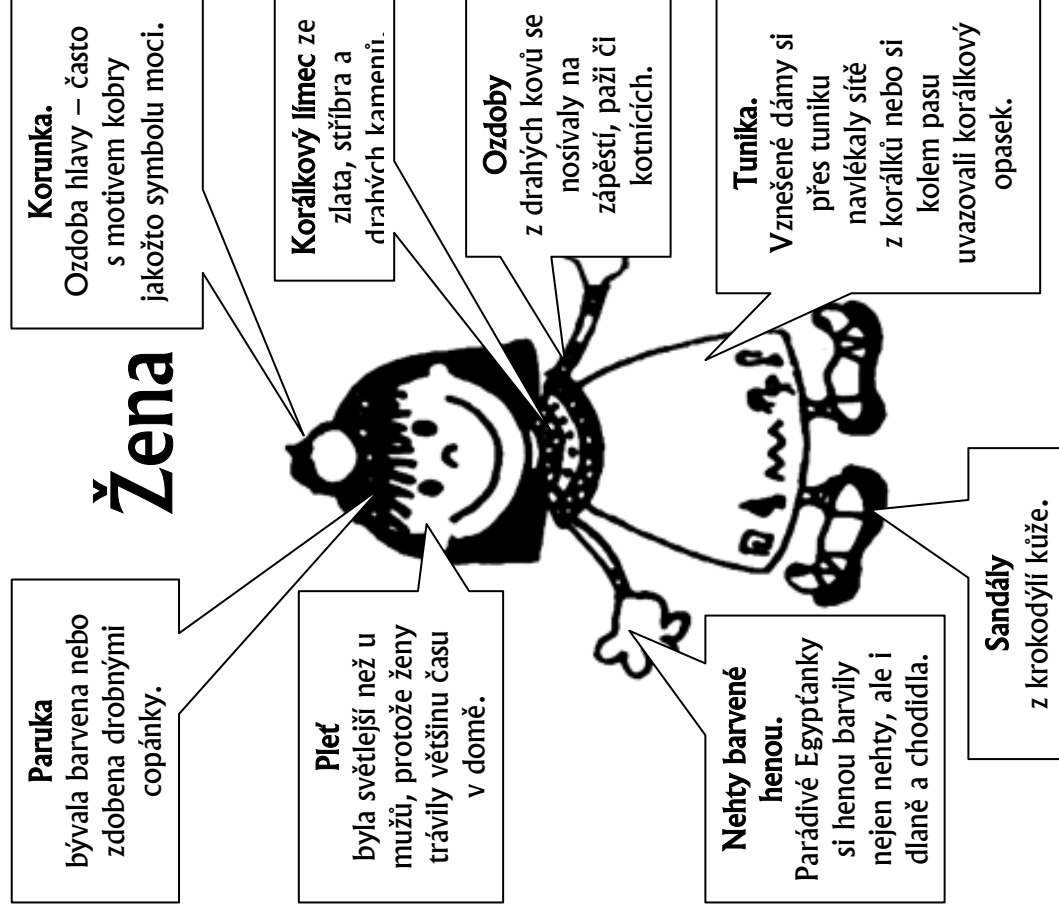 Žena
Paruka
bývala barvena nebo
zdobena drobnými
copánky.
Pleť
byla světlejší než u
mužu, protože ženy
trávily většinu času
v domě.
Nehty barvené
henou.
Parádivé Egypťanky
si henou barvily
nejen nehty, ale i
dlaně a chodidla.
Sandály
z krokodýlí kůže.
Korunka.
Ozdoba hlavy – často
s motivem kobry
jakožto symbolu moci.
Korálkový límec ze
zlata, stříbra a
drahých kamenů.
Ozdoby
z drahých kovů se
nosívaly na
zápěstí, paži či
kotnících.
Tunika.
Vznešené dámy si
přes tuniku
navlékaly sítě
z korálků nebo si
kolem pasu
uvazovali korálkový
opasek.